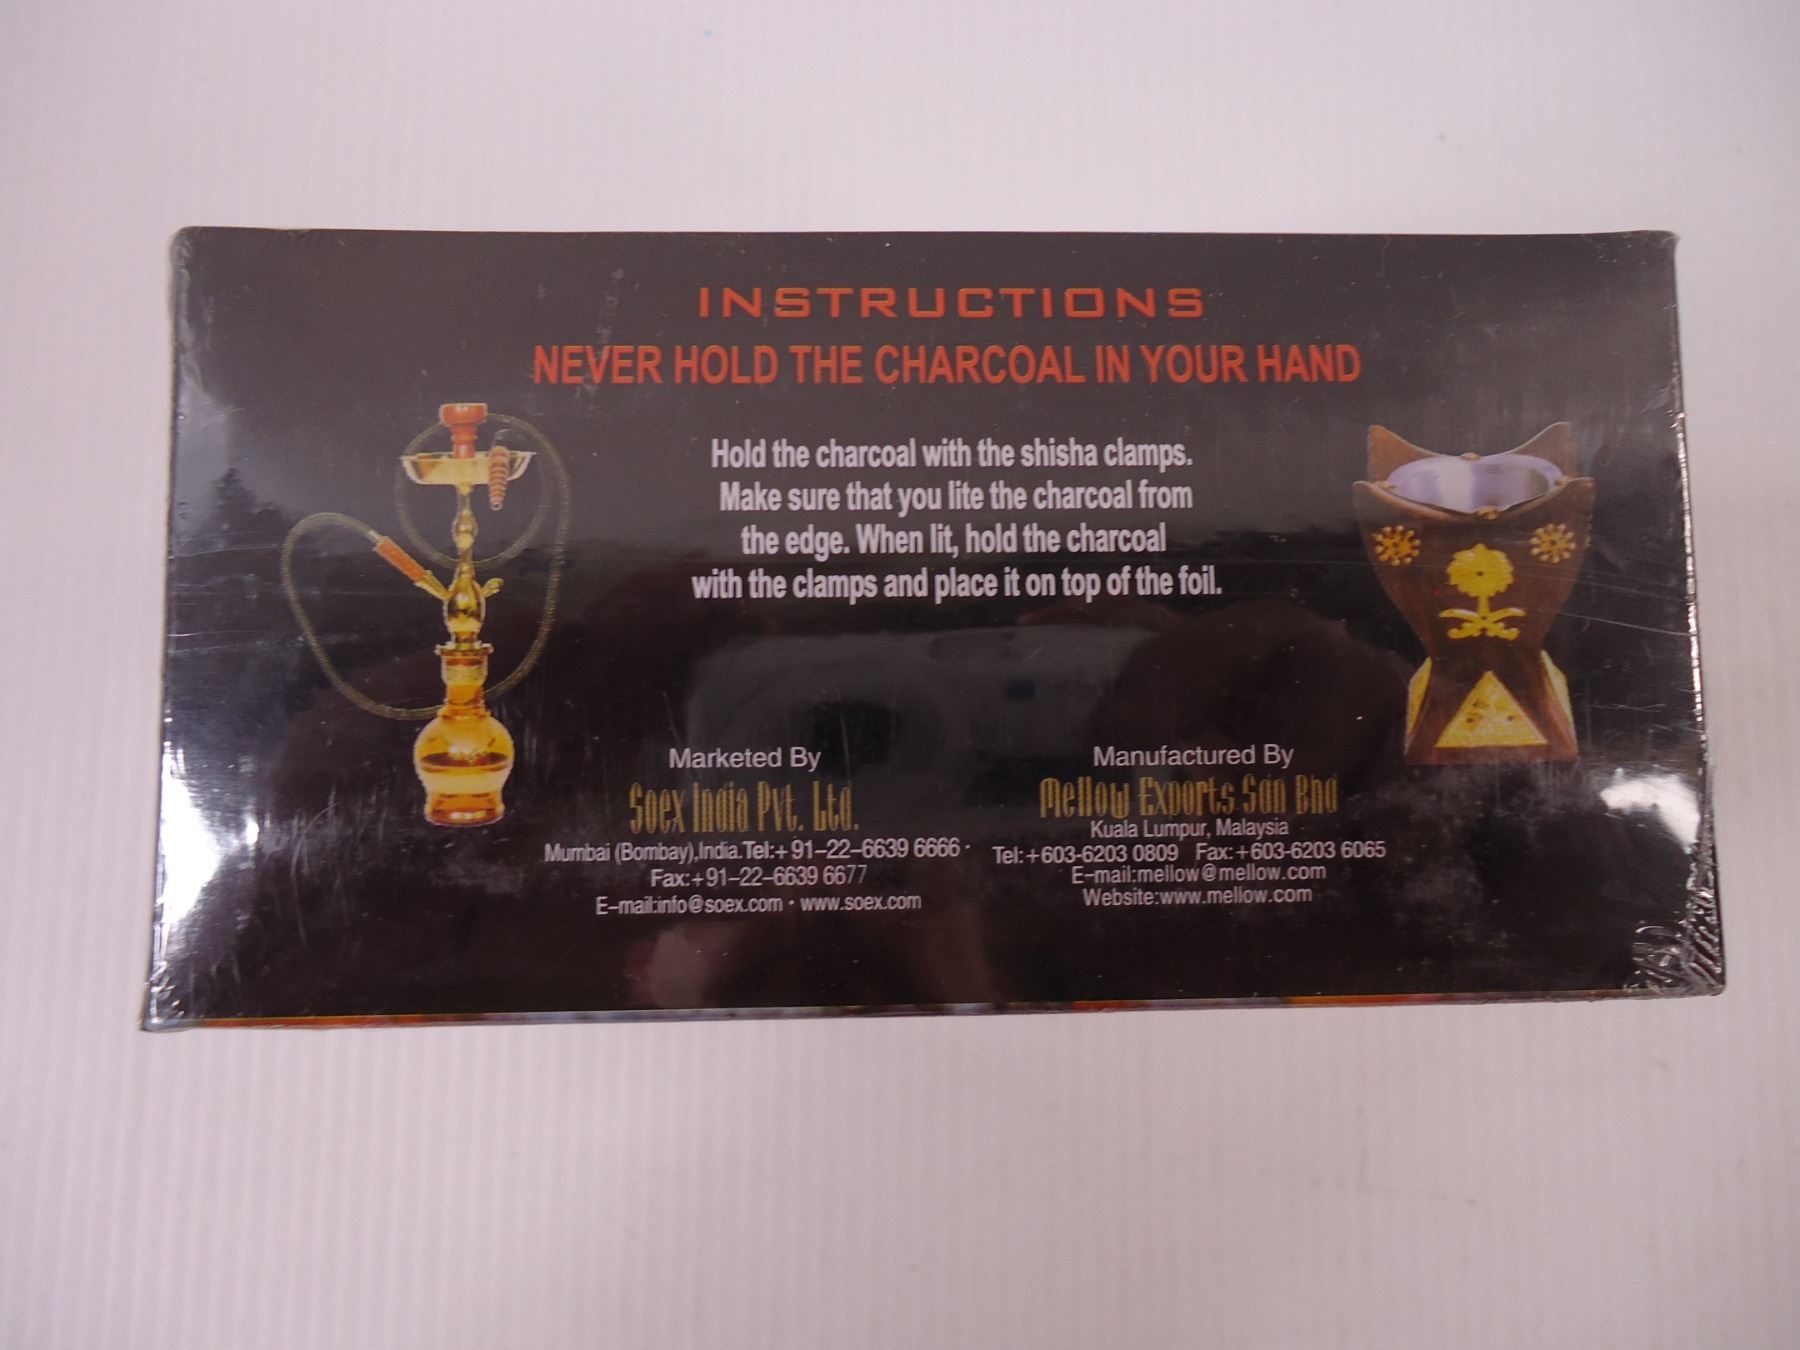 INSTRUCTIONS
NEVER HOLD THE CHARCOAL IN YOUR HAND
Hold the charcoal with the shisha clamps.
Make sure that you lite the charcoal from
the edge. When lit, hold the charcoal
with the clamps and place it on top of the foil.
Marketed By
Soex India Pvt. Ltd.
Mumbai (Bombay),India.Tel:+91-22-6639 6666·
Fax:+91-22-6639 6677
E-mail:info@soex.com · www.soex.com
Manufactured By
Mellow Exports Sdn Bhd
Kuala Lumpur, Malaysia
Tel:+603-6203 0809 Fax:+603-6203 6065
E-mail:mellow@mellow.com
Website:www.mellow.com